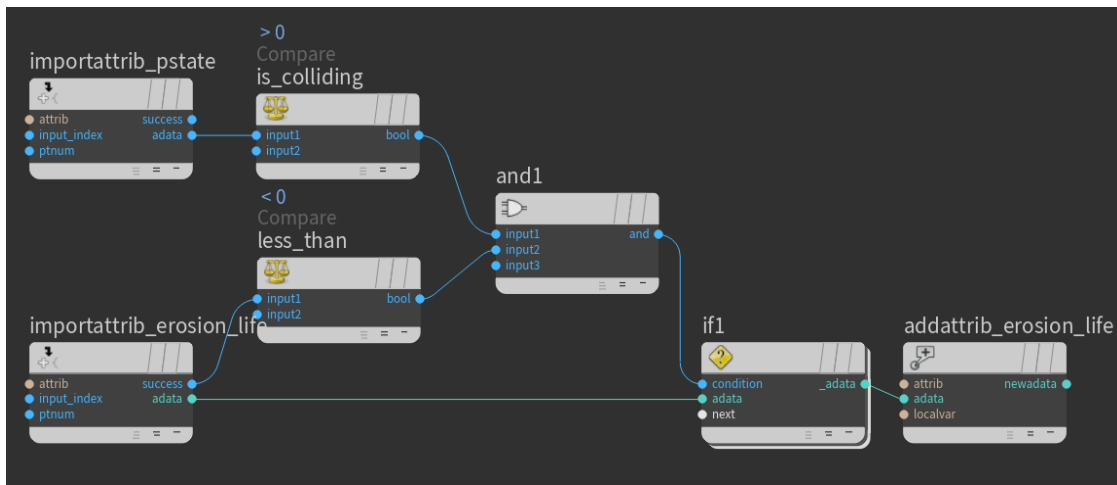 importattrib_pstate
attrib success
input_index adata
ptnum
> 0
Compare
is_colliding
input1 bool
input2
< 0
Compare
less_than
input1 bool
input2
and1
input1 and
input2
input3
importattrib_erosion_life
attrib success
input_index adata
ptnum
if1
condition _adata
adata
next
addattrib_erosion_life
attrib newadata
adata
localvar